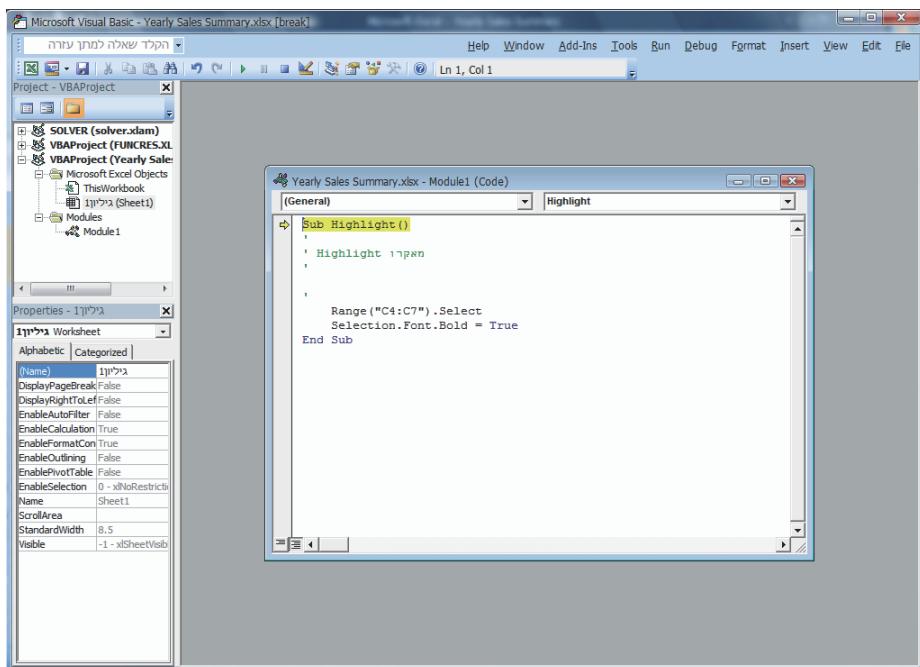 Microsoft Visual Basic - Yearly Sales Summary.xlsx [break]
הקלד שאלה למתן עזרה
Help Window Add-Ins Tools Run Debug Format Insert View Edit File
Ln 1, Col 1
Project - VBAProject
SOLVER (solver.xlam)
VBAProject (FUNCRES.XL
VBAProject (Yearly Sale
Microsoft Excel Objects
ThisWorkbook
גיליון1 (Sheet1)
Modules
Module1
Properties - גיליון1
גיליון1 Worksheet
Alphabetic Categorized
(Name) גיליון1
DisplayPageBreak False
DisplayRightToLef False
EnableAutoFilter False
EnableCalculation True
EnableFormatCon True
EnableOutlining False
EnablePivotTable False
EnableSelection 0 - xlNoRestricti
Name Sheet1
ScrollArea
StandardWidth 8.5
Visible -1 - xlSheetVisib
Yearly Sales Summary.xlsx - Module1 (Code)
(General) Highlight
Sub Highlight()
'
' Highlight מאקרו
'
'
Range("C4:C7").Select
Selection.Font.Bold = True
End Sub